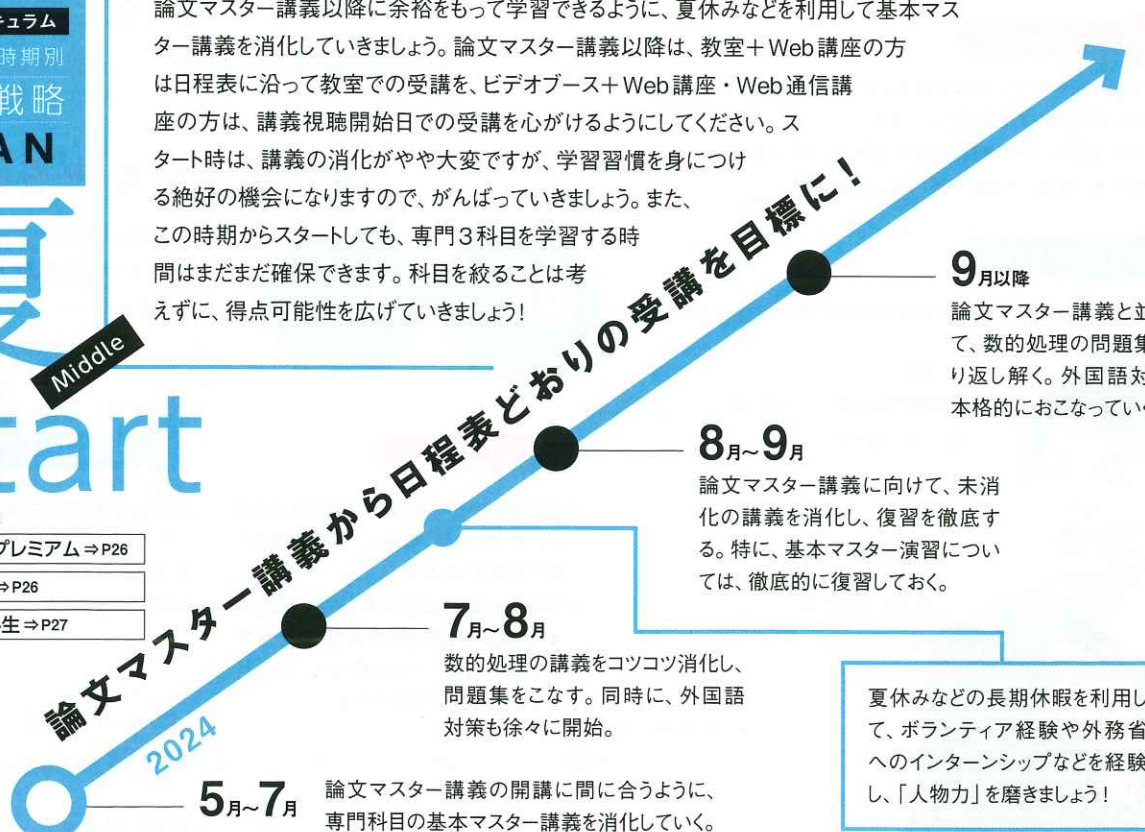 チュラム
時期別
戦略
AN
夏
Middle
tart
プレミアム⇒P26
⇒P26
生⇒P27
論文マスター講義以降に余裕をもって学習できるように、夏休みなどを利用して基本マス
ター講義を消化していきましょう。論文マスター講義以降は、教室+Web講座の方
は日程表に沿って教室での受講を、ビデオブース+Web講座・Web通信講
座の方は、講義視聴開始日での受講を心がけるようにしてください。ス
タート時は、講義の消化がやや大変ですが、学習習慣を身につけ
る絶好の機会になりますので、がんばっていきましょう。また、
この時期からスタートしても、専門3科目を学習する時
間はまだまだ確保できます。科目を絞ることは考
えずに、得点可能性を広げていきましょう!
論文マスター講義から日程表どおりの受講を目標に!
2024
5月~7月
論文マスター講義の開講に間に合うように、
専門科目の基本マスター講義を消化していく。
7月~8月
数的処理の講義をコツコツ消化し、
問題集をこなす。同時に、外国語
対策も徐々に開始。
8月~9月
論文マスター講義に向けて、未消
化の講義を消化し、復習を徹底す
る。特に、基本マスター演習につい
ては、徹底的に復習しておく。
9月以降
論文マスター講義と並
て、数的処理の問題集
り返し解く。外国語対
本格的におこなってい
夏休みなどの長期休暇を利用し
て、ボランティア経験や外務省
へのインターンシップなどを経験
し、「人物力」を磨きましょう!